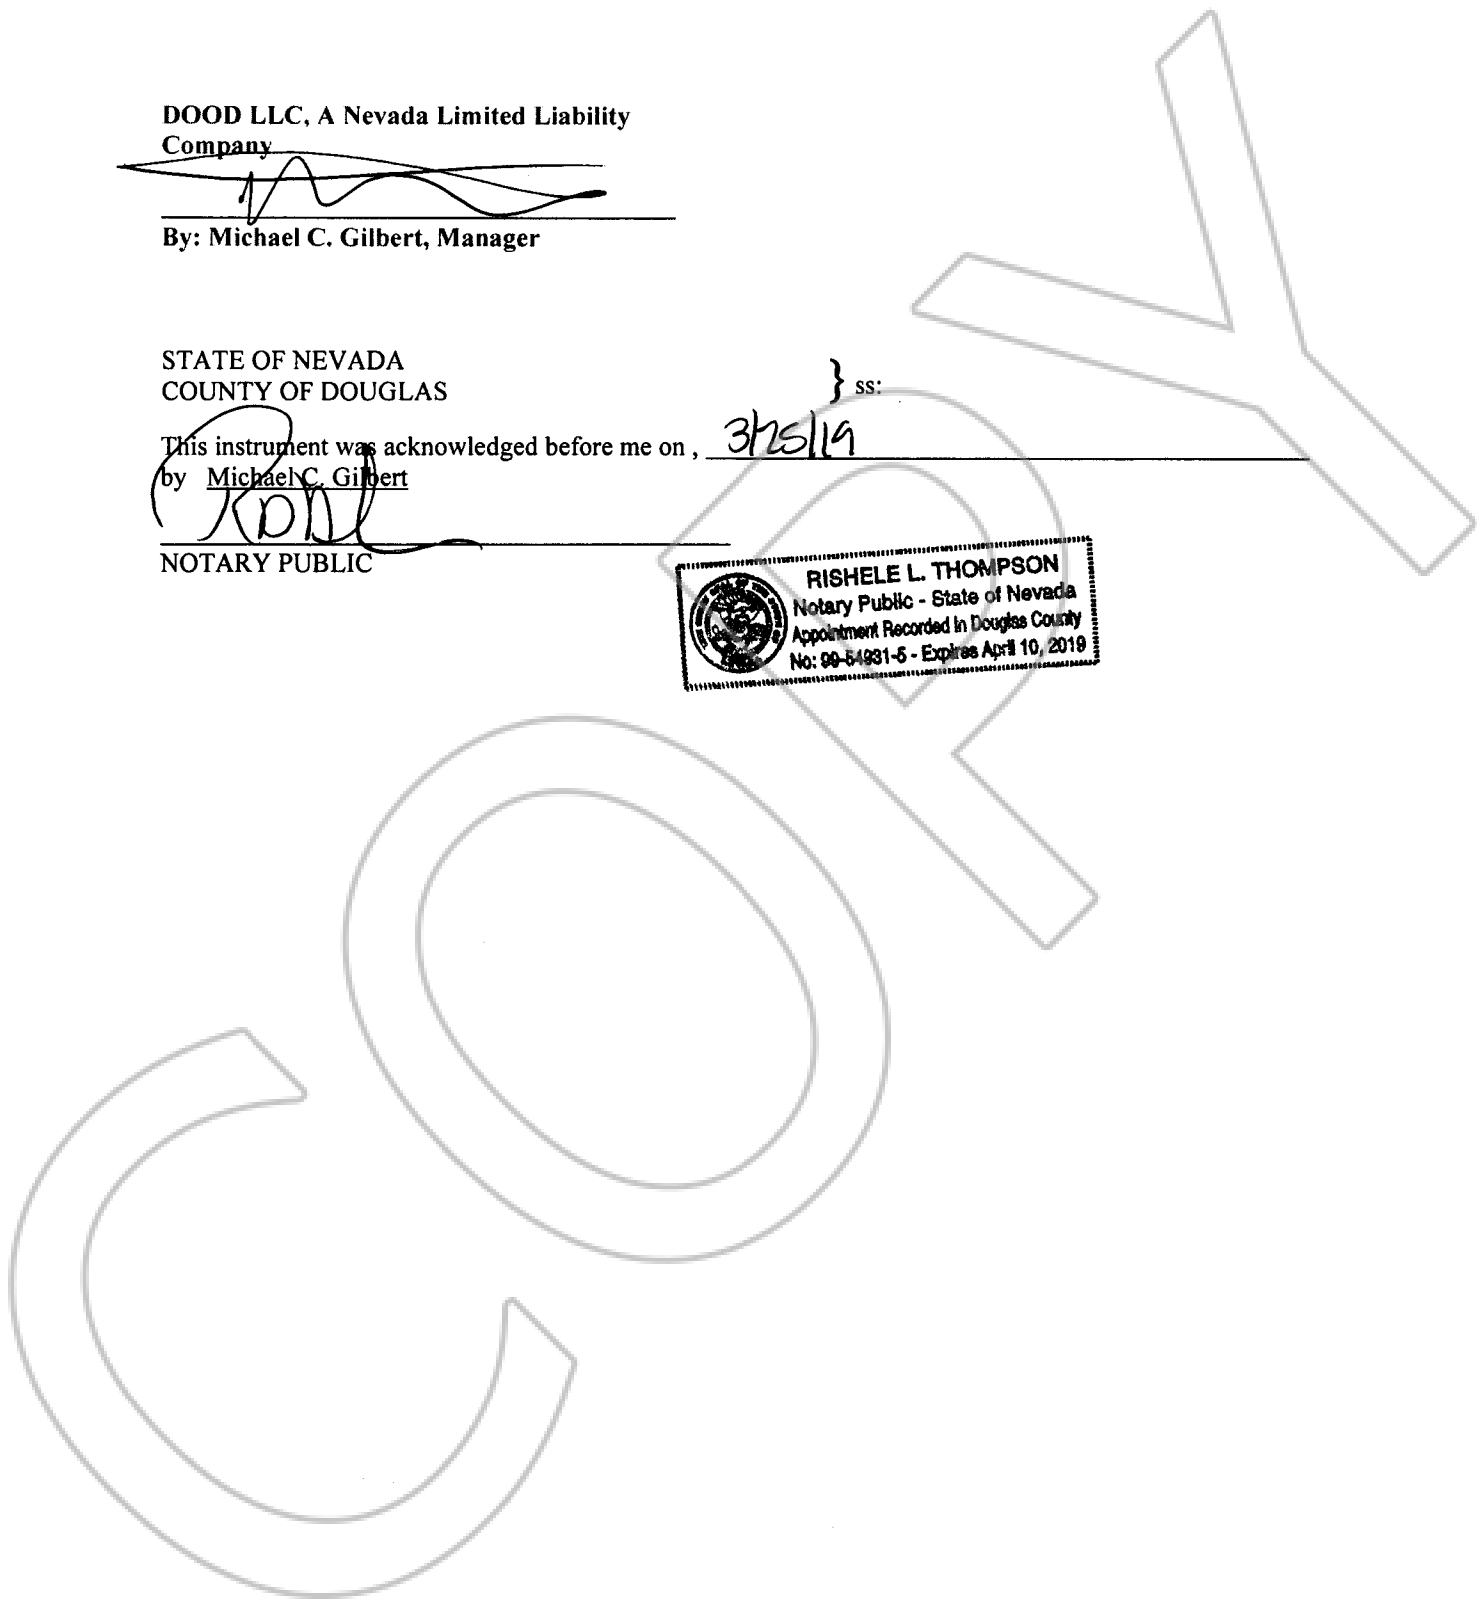 DOOD LLC, A Nevada Limited Liability
Company
By: Michael C. Gilbert, Manager
STATE OF NEVADA
COUNTY OF DOUGLAS
} ss:
This instrument was acknowledged before me on , 3/25/19
by Michael C. Gilbert
NOTARY PUBLIC
RISHELE L. THOMPSON
Notary Public - State of Nevada
Appointment Recorded in Douglas County
No: 99-54931-5 - Expires April 10, 2019
COPY